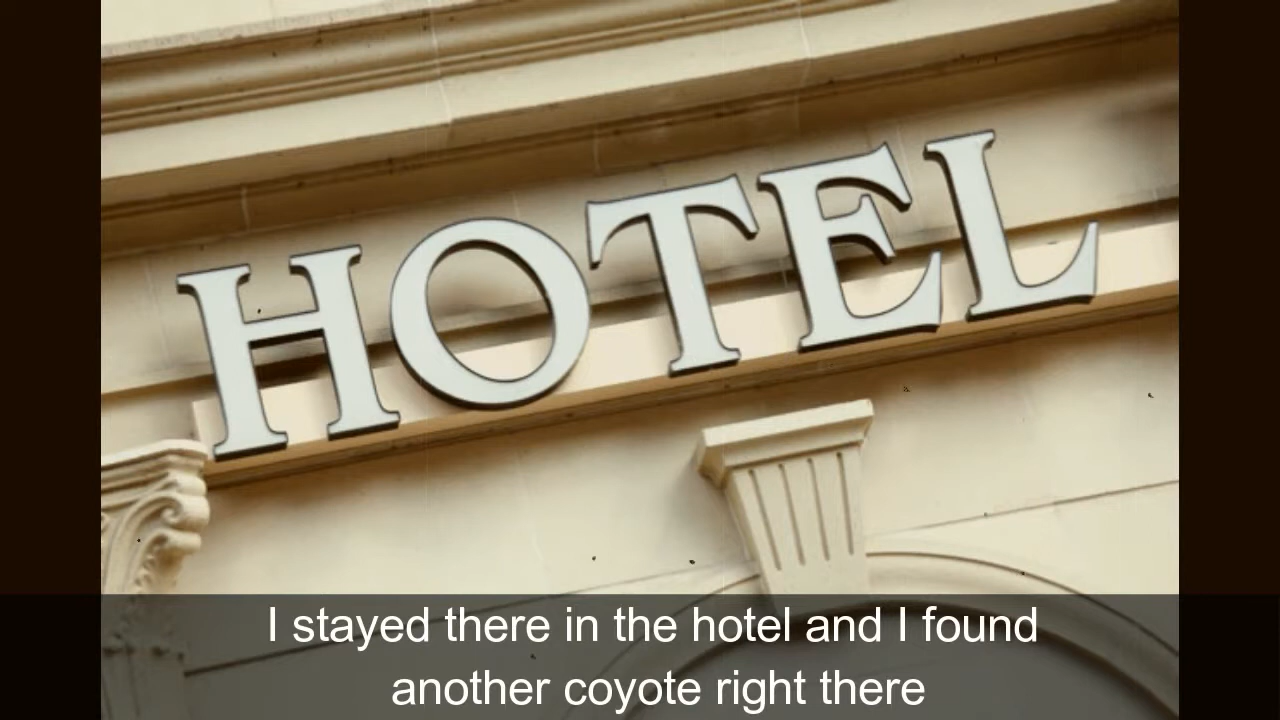 HOTEL
I stayed there in the hotel and I found
another coyote right there